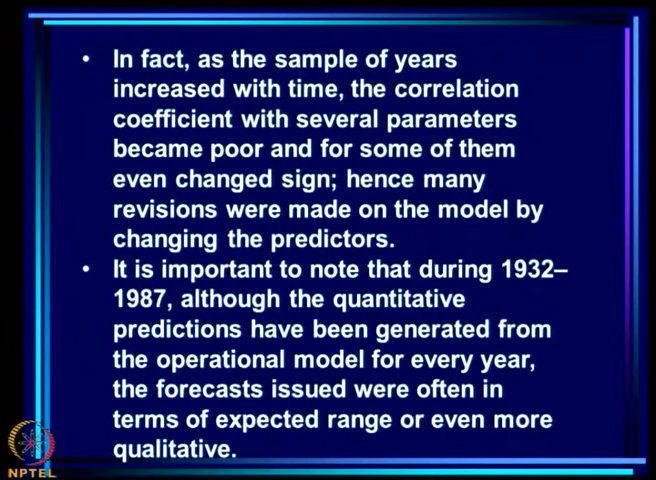 • In fact, as the sample of years
increased with time, the correlation
coefficient with several parameters
became poor and for some of them
even changed sign; hence many
revisions were made on the model by
changing the predictors.
• It is important to note that during 1932–
1987, although the quantitative
predictions have been generated from
the operational model for every year,
the forecasts issued were often in
terms of expected range or even more
qualitative.
NPTEL